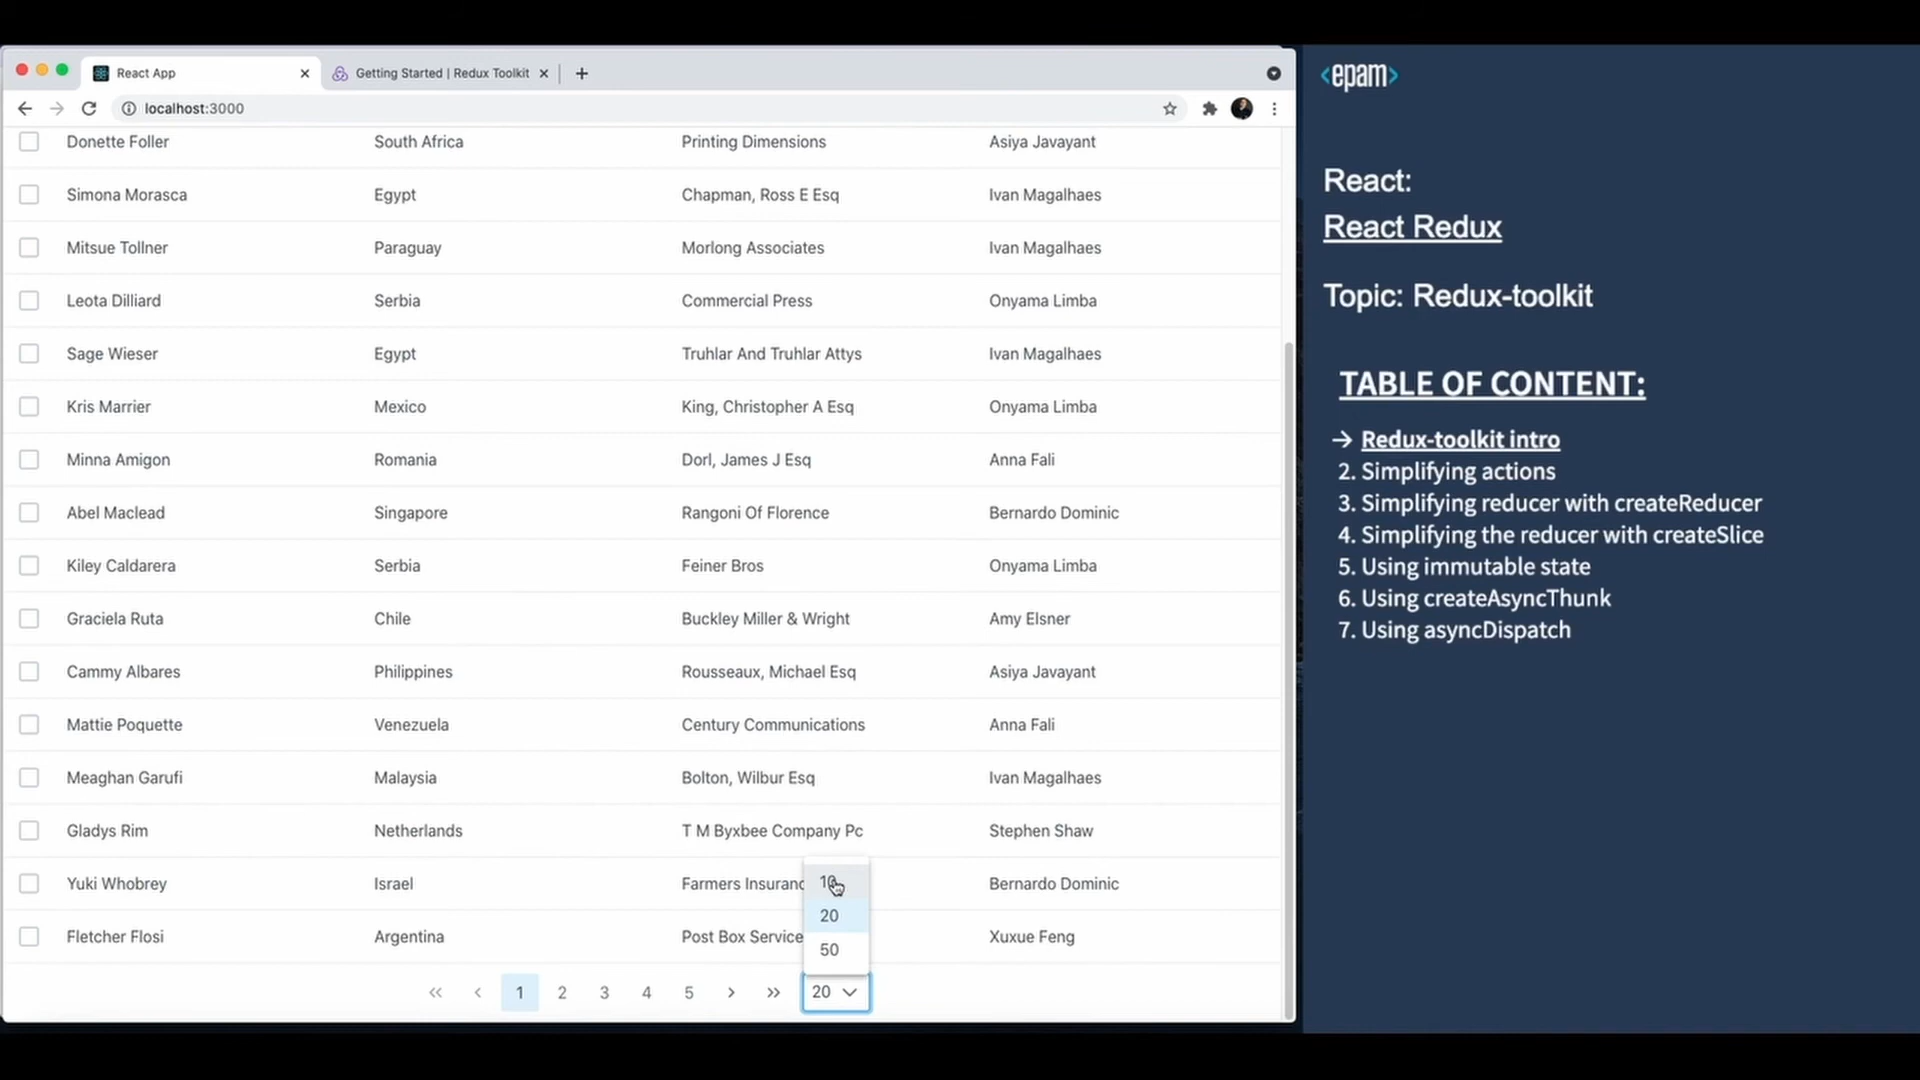 React App
Getting Started | Redux Toolkit
localhost:3000
Donette Foller South Africa Printing Dimensions Asiya Javayant
Simona Morasca Egypt Chapman, Ross E Esq Ivan Magalhaes
Mitsue Tollner Paraguay Morlong Associates Ivan Magalhaes
Leota Dilliard Serbia Commercial Press Onyama Limba
Sage Wieser Egypt Truhlar And Truhlar Attys Ivan Magalhaes
Kris Marrier Mexico King, Christopher A Esq Onyama Limba
Minna Amigon Romania Dorl, James J Esq Anna Fali
Abel Maclead Singapore Rangoni Of Florence Bernardo Dominic
Kiley Caldarera Serbia Feiner Bros Onyama Limba
Graciela Ruta Chile Buckley Miller & Wright Amy Elsner
Cammy Albares Philippines Rousseaux, Michael Esq Asiya Javayant
Mattie Poquette Venezuela Century Communications Anna Fali
Meaghan Garufi Malaysia Bolton, Wilbur Esq Ivan Magalhaes
Gladys Rim Netherlands T M Byxbee Company Pc Stephen Shaw
Yuki Whobrey Israel Farmers Bernardo Dominic
Fletcher Flosi Argentina Post Box Service Xuxue Feng
10
20
50
« ‹ 1 2 3 4 5 › » 20
<epam>
React:
React Redux
Topic: Redux-toolkit
TABLE OF CONTENT:
→ Redux-toolkit intro
2. Simplifying actions
3. Simplifying reducer with createReducer
4. Simplifying the reducer with createSlice
5. Using immutable state
6. Using createAsyncThunk
7. Using asyncDispatch